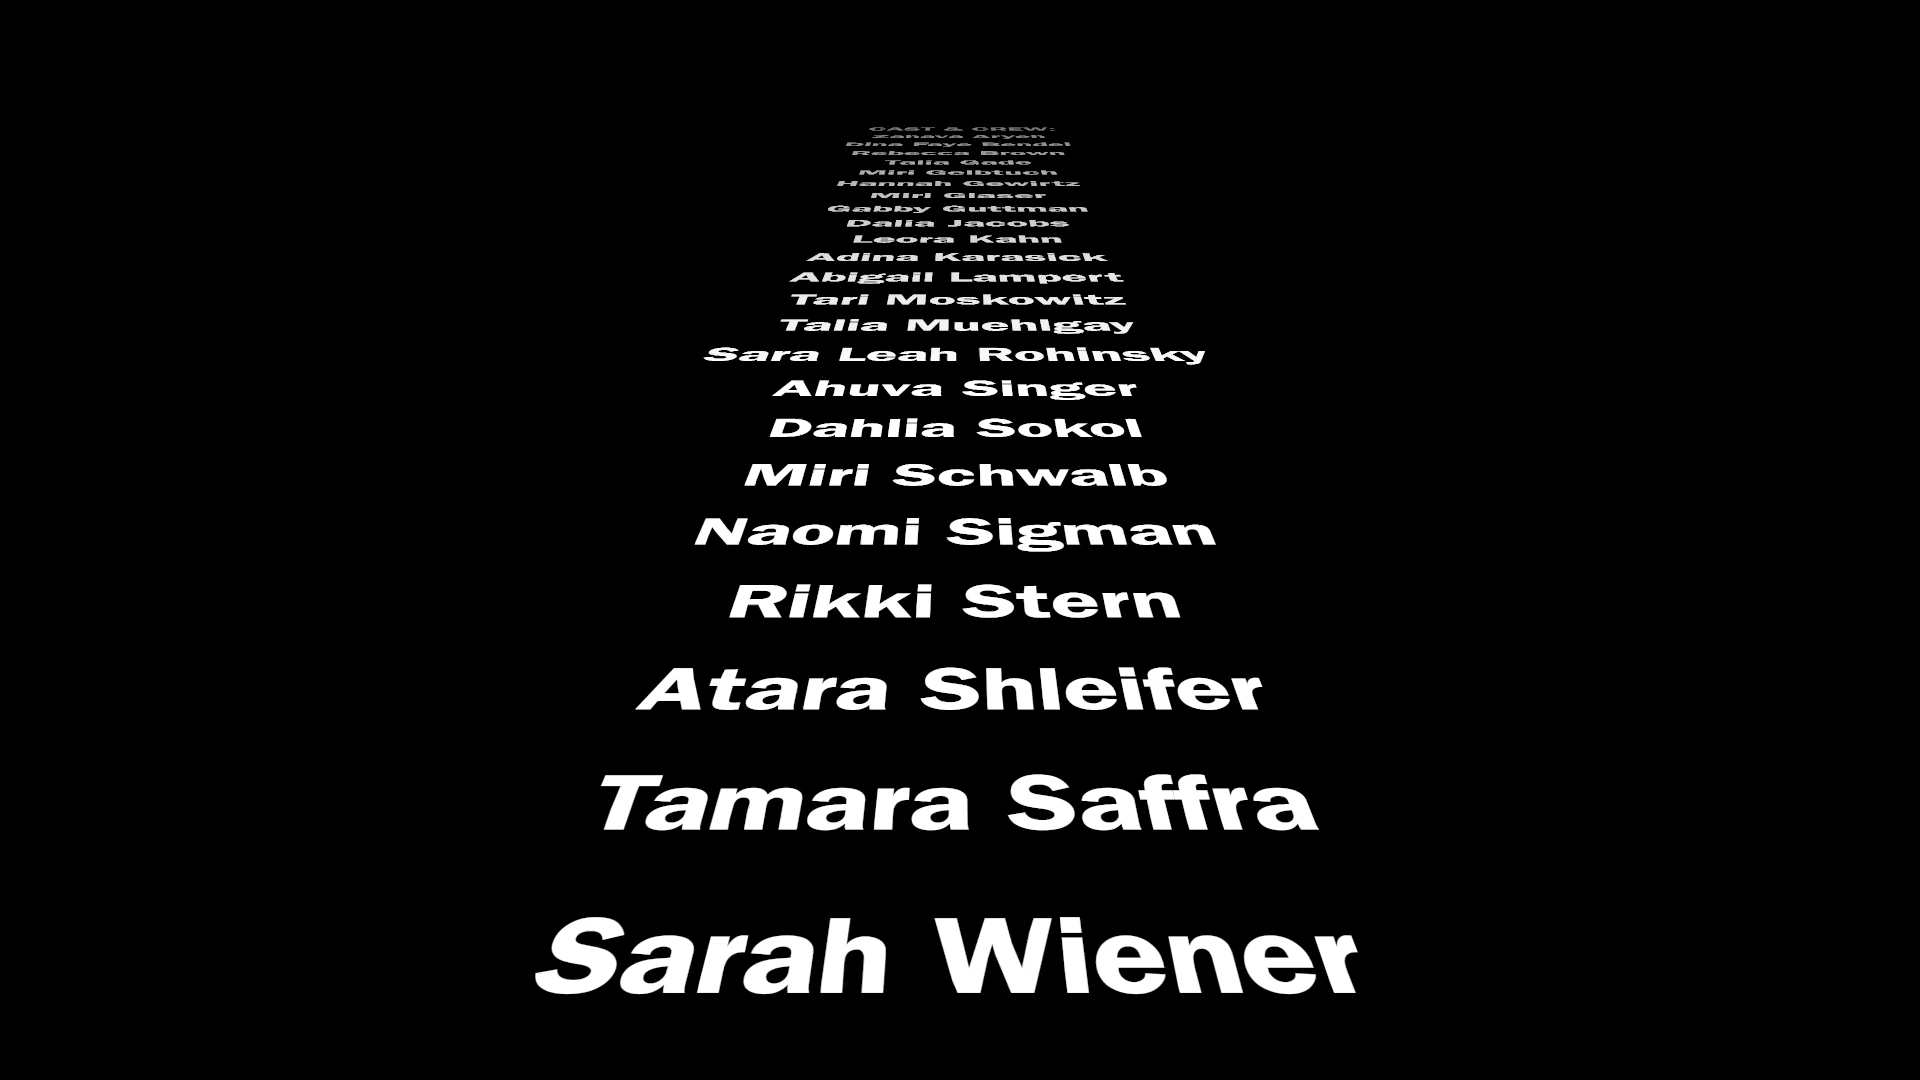 CAST & CREW:
Zahava Aryeh
Dina Faye Bendel
Rebecca Brown
Talia Gade
Miri Gelbtuch
Hannah Gewirtz
Miri Glaser
Gabby Guttman
Dalia Jacobs
Leora Kahn
Adina Karasick
Abigail Lampert
Tari Moskowitz
Talia Muehlgay
Sara Leah Rohinsky
Ahuva Singer
Dahlia Sokol
Miri Schwalb
Naomi Sigman
Rikki Stern
Atara Shleifer
Tamara Saffra
Sarah Wiener